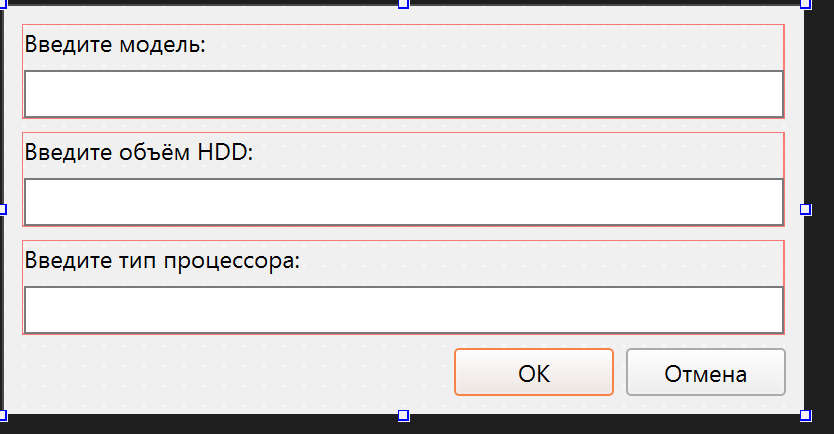 Введите модель:
Введите объём HDD:
Введите тип процессора:
OK Отмена